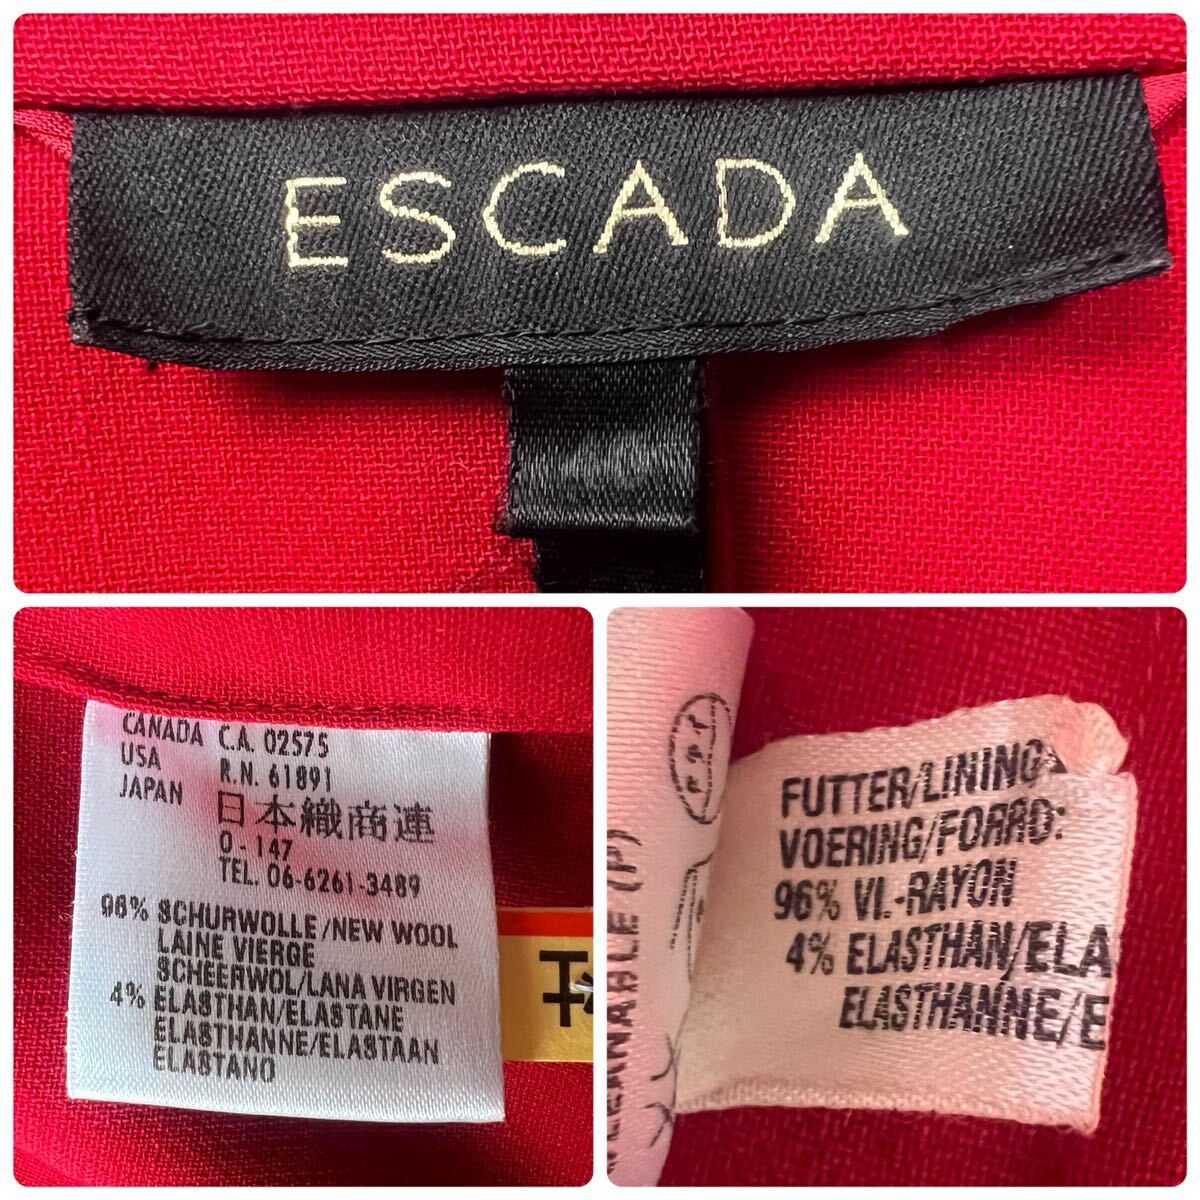 ESCADA
CANADA C.A. 02575
USA R.N. 61891
JAPAN 日本織商連
0-147
TEL. 06-6261-3489
96% SCHURWOLLE/NEW WOOL
LAINE VIERGE
SCHEERWOL/LANA VIRGEN
4% ELASTHAN/ELASTANE
ELASTHANNE/ELASTAAN
ELASTANO
FUTTER/LINING
VOERING/FORRO:
96% VI.-RAYON
4% ELASTHAN/ELA
ELASTHANNE/E
(P)